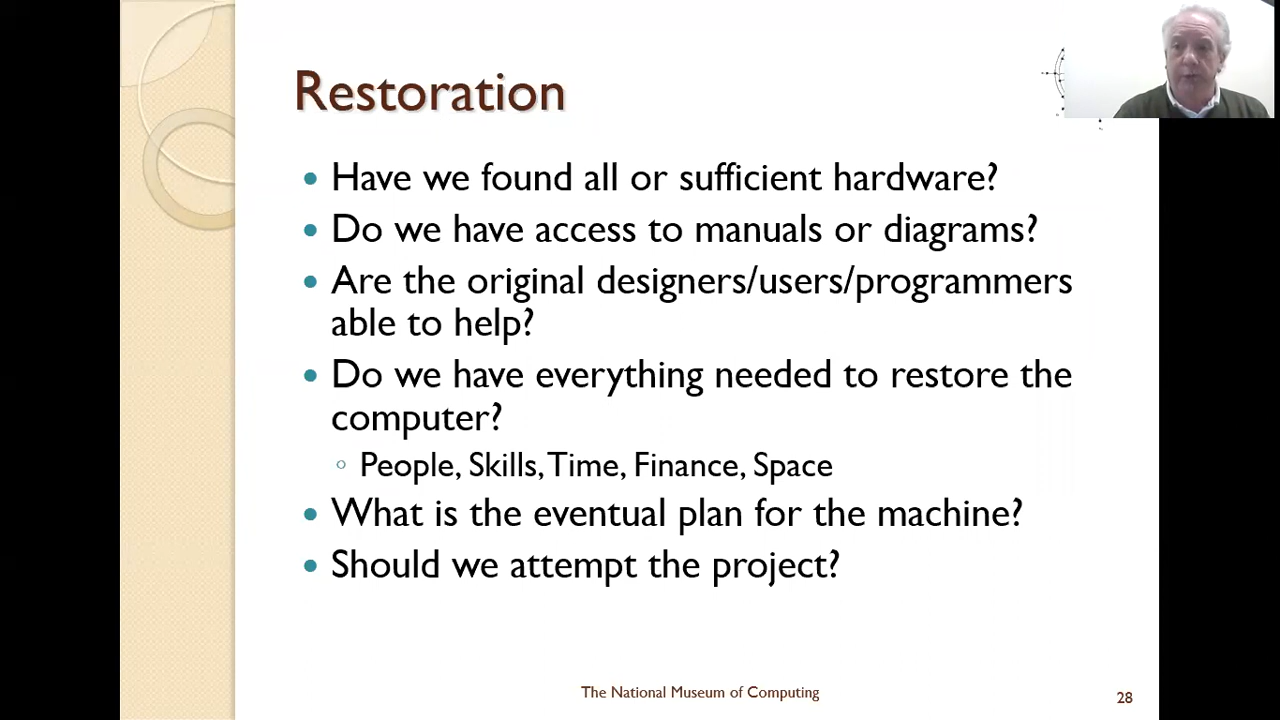 Restoration
Have we found all or sufficient hardware?
Do we have access to manuals or diagrams?
Are the original designers/users/programmers
able to help?
Do we have everything needed to restore the
computer?
People, Skills, Time, Finance, Space
What is the eventual plan for the machine?
Should we attempt the project?
The National Museum of Computing
28